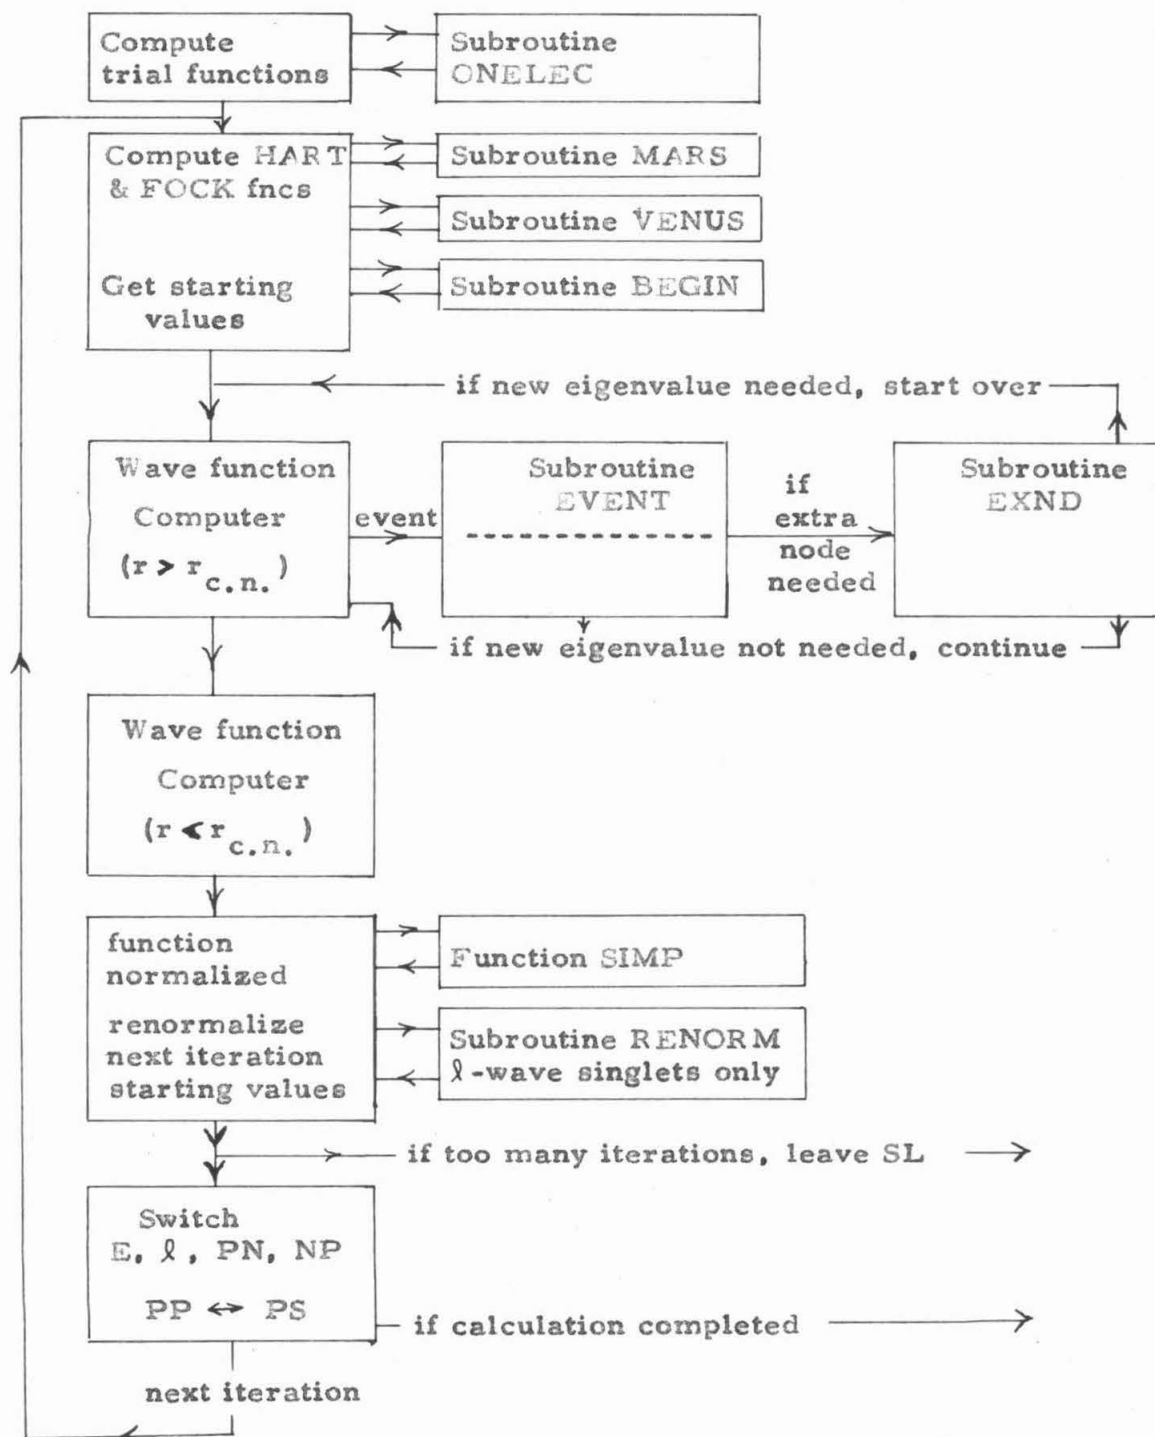 Compute
trial functions
Subroutine
ONELEC
Compute HART
& FOCK fncs
Get starting
values
Subroutine MARS
Subroutine VENUS
Subroutine BEGIN
if new eigenvalue needed, start over
Wave function
Computer
(r > r c.n.)
event
Subroutine
EVENT
if
extra
node
needed
Subroutine
EXND
if new eigenvalue not needed, continue
Wave function
Computer
(r < r c.n.)
function
normalized
renormalize
next iteration
starting values
Function SIMP
Subroutine RENORM
ℓ-wave singlets only
if too many iterations, leave SL
Switch
E, ℓ, PN, NP
PP ↔ PS
if calculation completed
next iteration